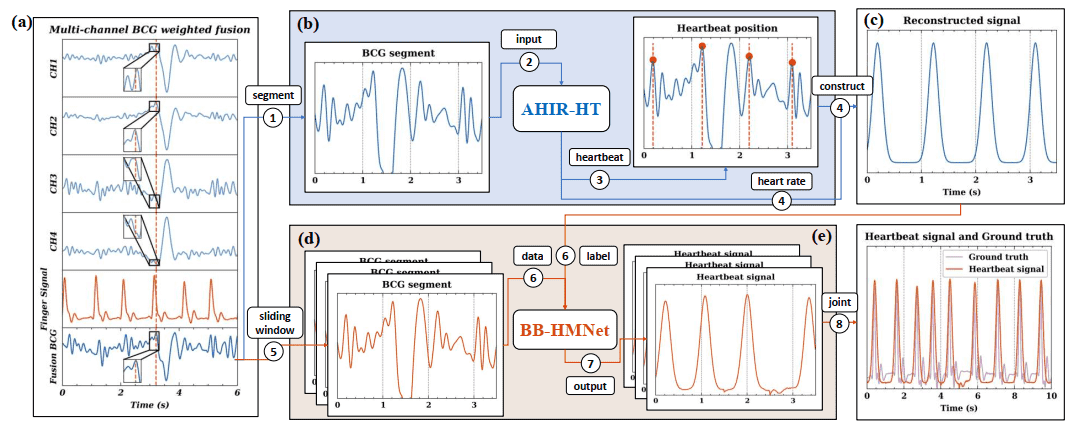 (a)
Multi-channel BCG weighted fusion
CH1
CH2
CH3
CH4
Finger Signal
Fusion BCG
0
2
4
6
Time (s)
segment
1
(b)
BCG segment
0
1
2
3
input
2
AHIR-HT
heartbeat
3
Heartbeat position
0
1
2
3
construct
4
heart rate
4
(c)
Reconstructed signal
0
1
2
3
Time (s)
sliding
window
5
(d)
BCG segment
BCG segment
BCG segment
0
1
2
3
data
6
6
label
BB-HMNet
7
output
(e)
Heartbeat signal
Heartbeat signal
Heartbeat signal
0
1
2
3
joint
8
Heartbeat signal and Ground truth
Ground truth
Heartbeat signal
0
2
4
6
8
10
Time (s)